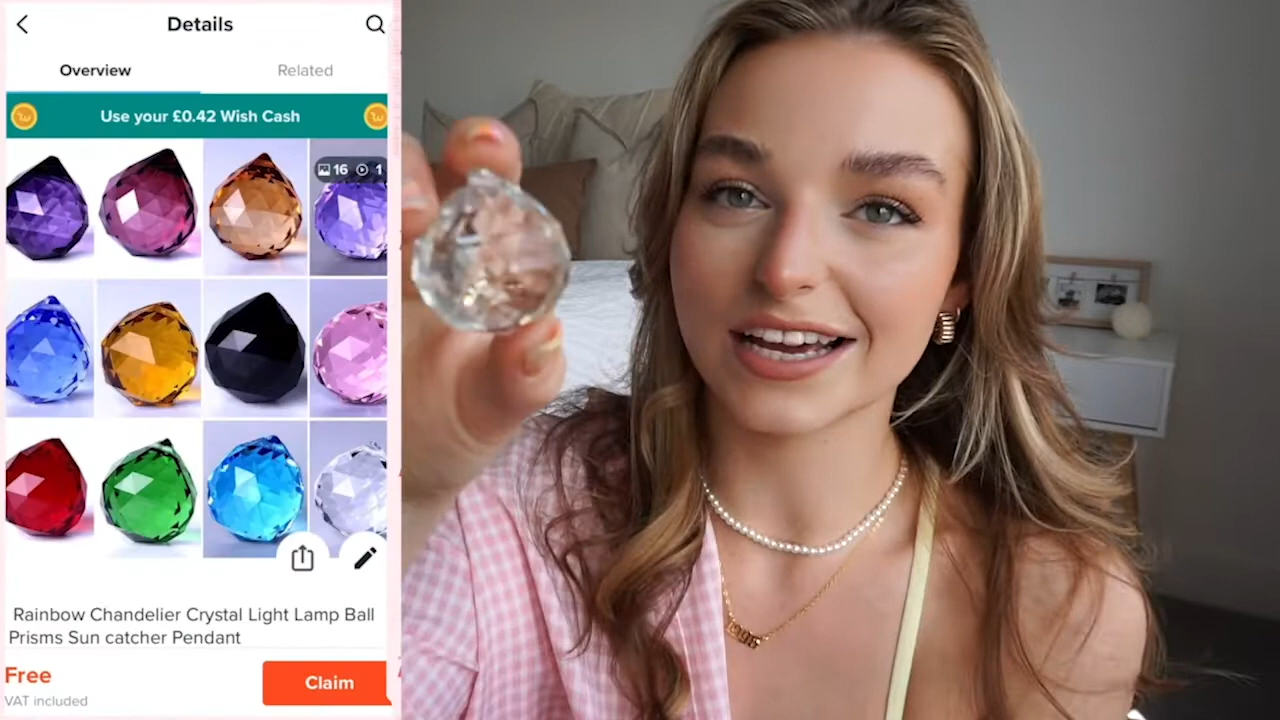 Details
Overview
Related
Use your £0.42 Wish Cash
16
1
Rainbow Chandelier Crystal Light Lamp Ball
Prisms Sun catcher Pendant
Free
VAT included
Claim